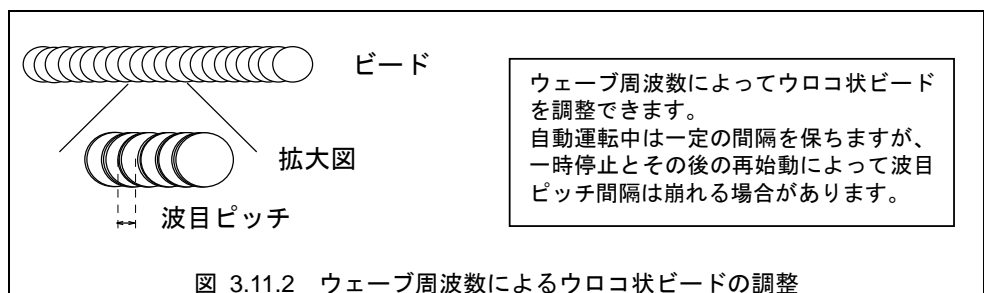 ビード
ウェーブ周波数によってウロコ状ビード
を調整できます。
自動運転中は一定の間隔を保ちますが、
一時停止とその後の再始動によって波目
ピッチ間隔は崩れる場合があります。
拡大図
波目ピッチ
図 3.11.2 ウェーブ周波数によるウロコ状ビードの調整